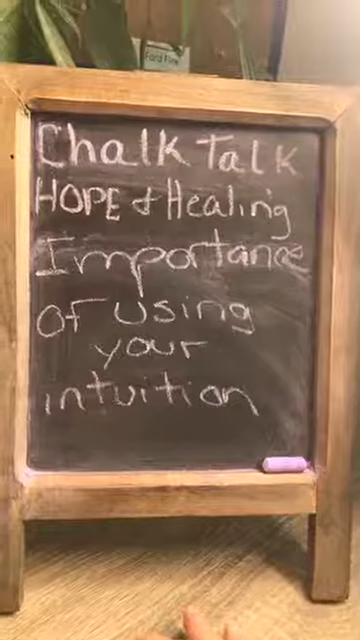 Chalk Talk
HOPE & Healing
Importance
OF using
your
intuition